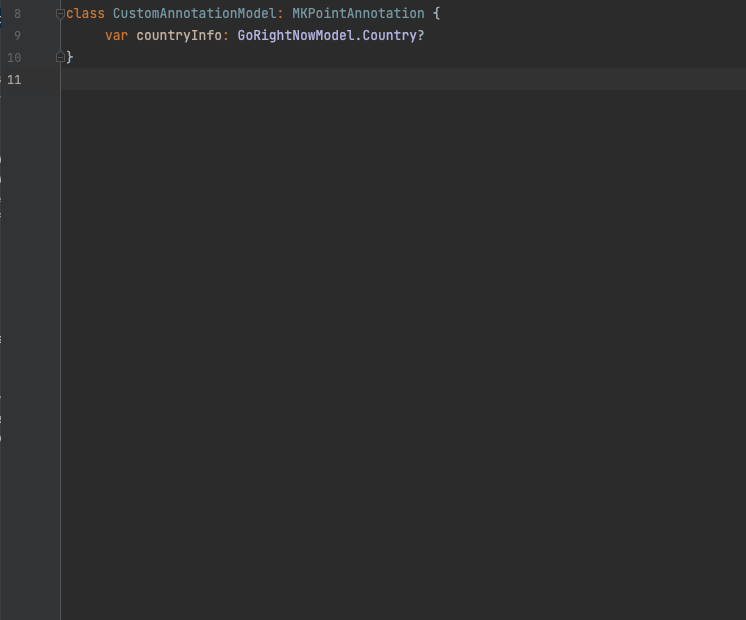 8 class CustomAnnotationModel: MKPointAnnotation {
9 var countryInfo: GoRightNowModel.Country?
10 }
11